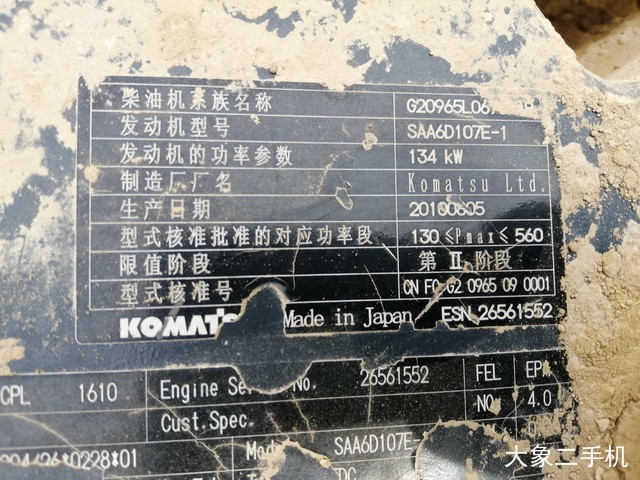 柴油机系族名称 G20965L06
发动机型号 SAA6D107E-1
发动机的功率参数 134 kW
制造厂厂名 Komatsu Ltd.
生产日期 20100805
型式核准批准的对应功率段 130≤Pmax≤560
限值阶段 第Ⅱ阶段
型式核准号 CN FC G2 0965 09 0001
KOMATS Made in Japan ESN 26561552
CPL 1610 Engine Se No. 26561552 FEL EP
NO. 4.0
Cust.Spec.
*0228*01 Mod SAA6D107E-
大象二手机